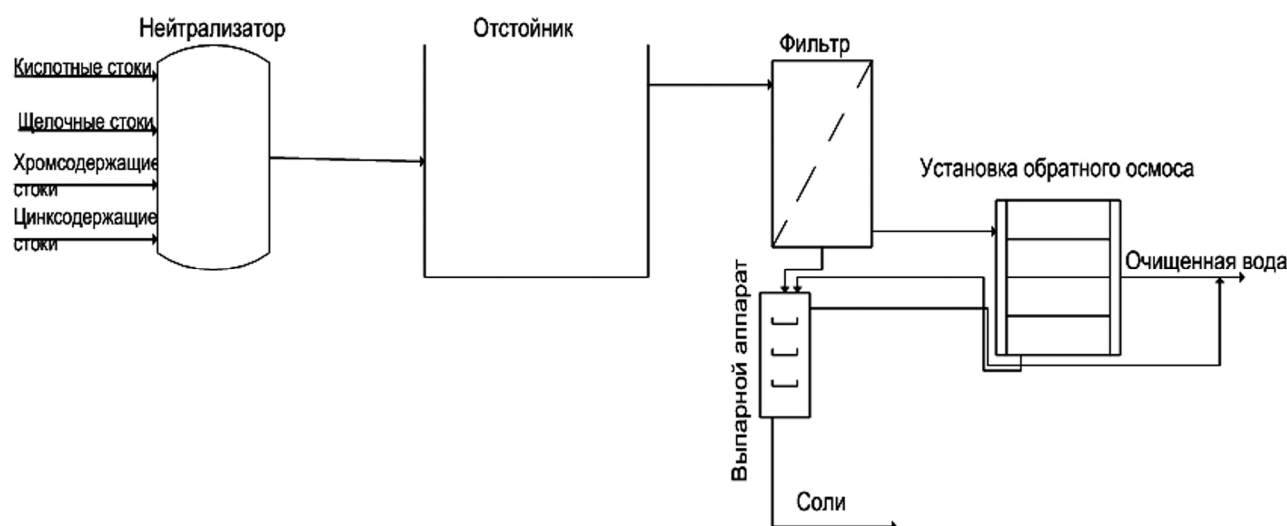 Нейтрализатор
Отстойник
Фильтр
Кислотные стоки
Щелочные стоки
Хромсодержащие
стоки
Цинксодержащие
стоки
Установка обратного осмоса
Очищенная вода
Выпарной аппарат
Соли